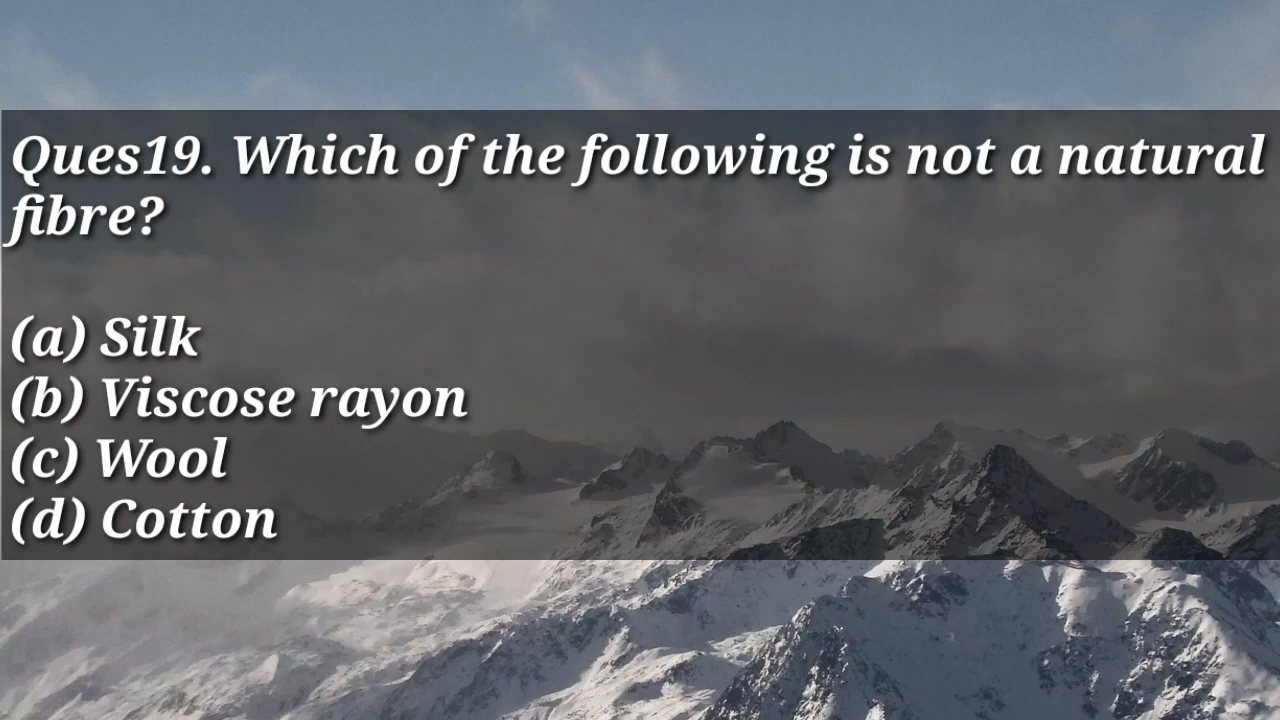 Ques19. Which of the following is not a natural
fibre?
(a) Silk
(b) Viscose rayon
(c) Wool
(d) Cotton